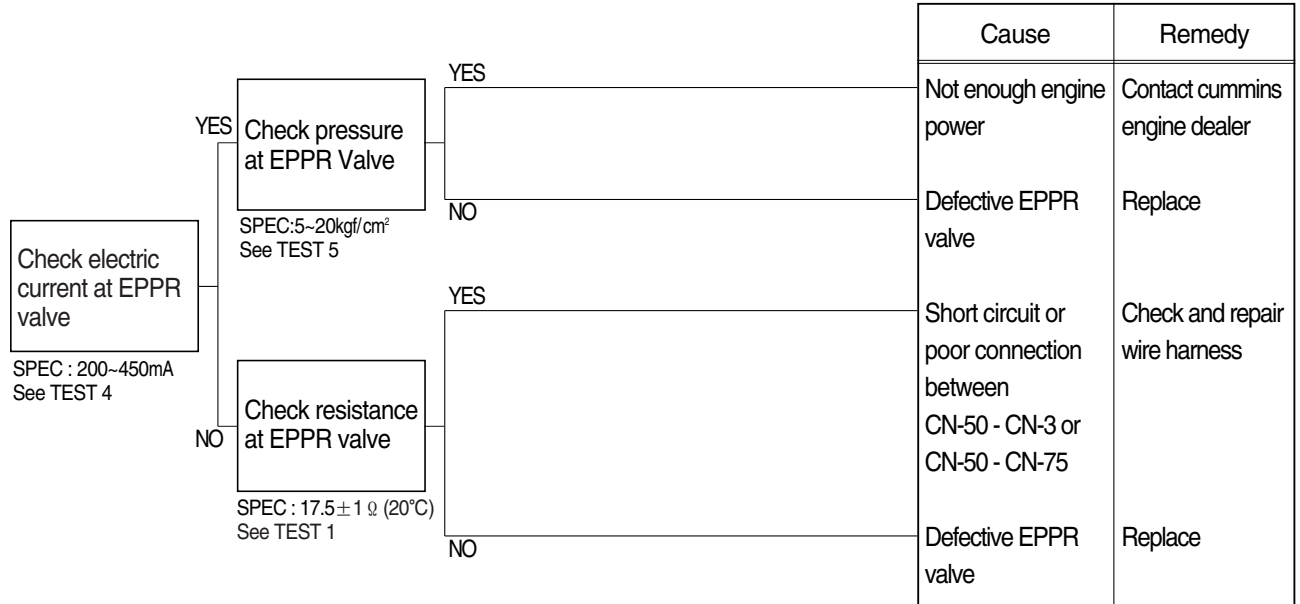 Cause
Remedy
YES
Not enough engine
power
Contact cummins
engine dealer
YES
Check pressure
at EPPR Valve
NO
Defective EPPR
valve
Replace
SPEC:5~20kgf/cm²
See TEST 5
Check electric
current at EPPR
valve
SPEC : 200~450mA
See TEST 4
YES
Short circuit or
poor connection
between
CN-50 - CN-3 or
CN-50 - CN-75
Check and repair
wire harness
NO
Check resistance
at EPPR valve
SPEC : 17.5±1 Ω (20°C)
See TEST 1
NO
Defective EPPR
valve
Replace